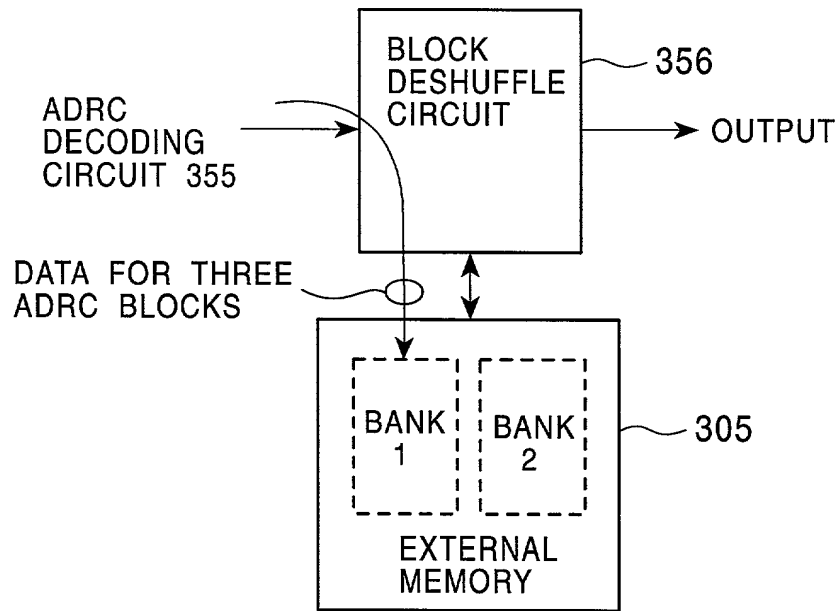 BLOCK
DESHUFFLE
CIRCUIT
356
ADRC
DECODING
CIRCUIT 355
OUTPUT
DATA FOR THREE
ADRC BLOCKS
BANK
1
BANK
2
305
EXTERNAL
MEMORY